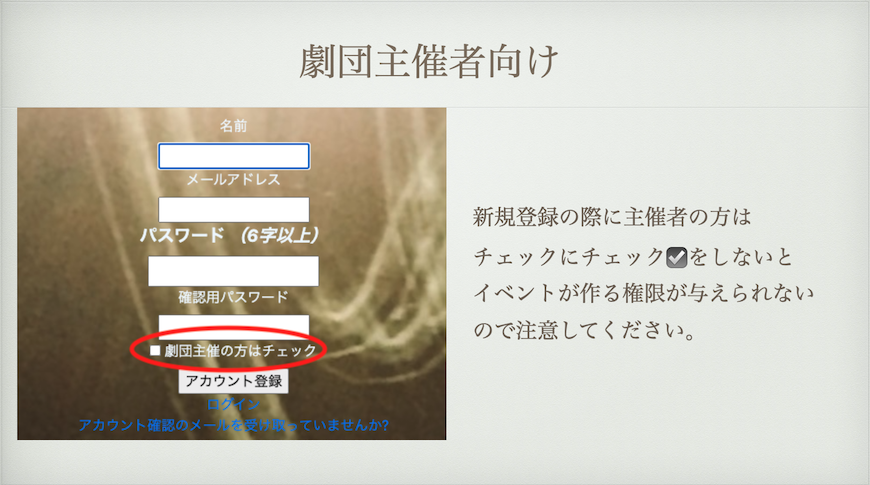 劇団主催者向け
名前
メールアドレス
パスワード （6字以上）
確認用パスワード
劇団主催の方はチェック
アカウント登録
ログイン
アカウント確認のメールを受け取っていませんか?
新規登録の際に主催者の方は
チェックにチェック☑をしないと
イベントが作る権限が与えられない
ので注意してください。